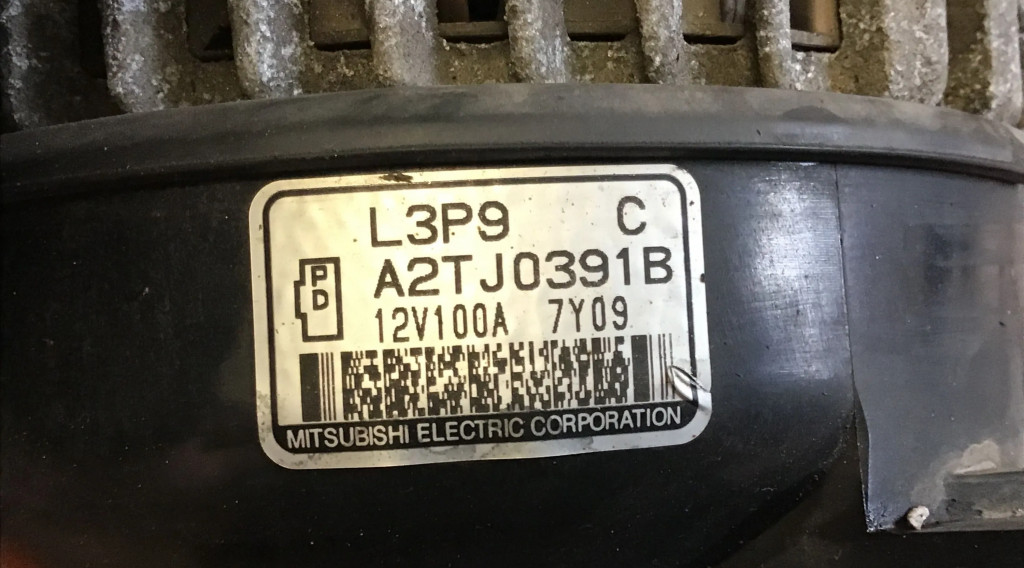 L3P9 C
PD
A2TJ0391B
12V100A 7Y09
MITSUBISHI ELECTRIC CORPORATION